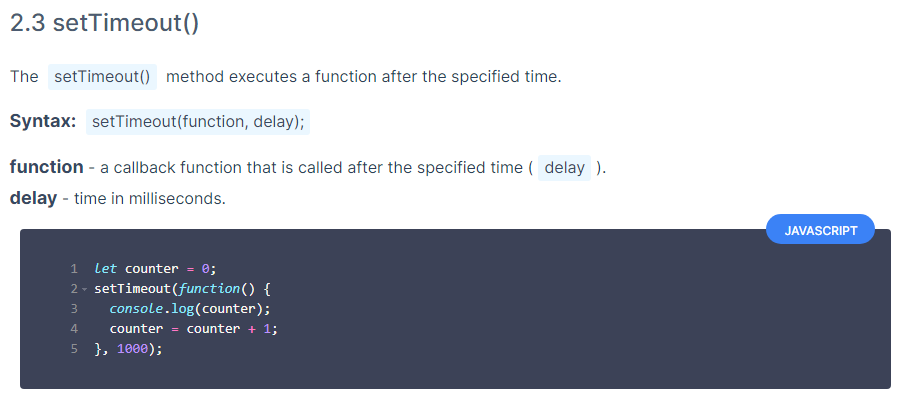 2.3 setTimeout()
The setTimeout() method executes a function after the specified time.
Syntax: setTimeout(function, delay);
function - a callback function that is called after the specified time ( delay ).
delay - time in milliseconds.
JAVASCRIPT
1 let counter = 0;
2 setTimeout(function() {
3 console.log(counter);
4 counter = counter + 1;
5 }, 1000);